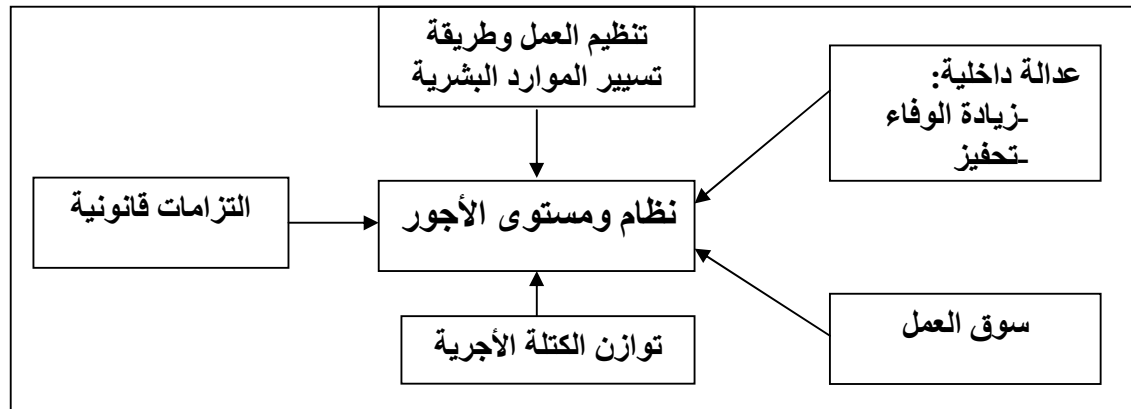 تنظيم العمل وطريقة
تسيير الموارد البشرية
عدالة داخلية:
-زيادة الوفاء
-تحفيز
نظام ومستوى الأجور
التزامات قانونية
سوق العمل
توازن الكتلة الأجرية